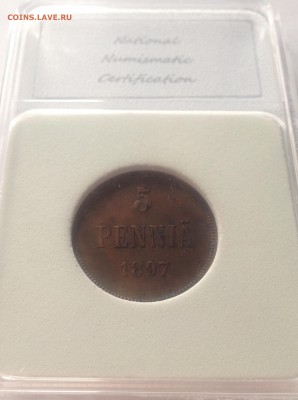 COINS.LAVE.RU
National
Numismatic
Certification
5
PENNIÄ
1897